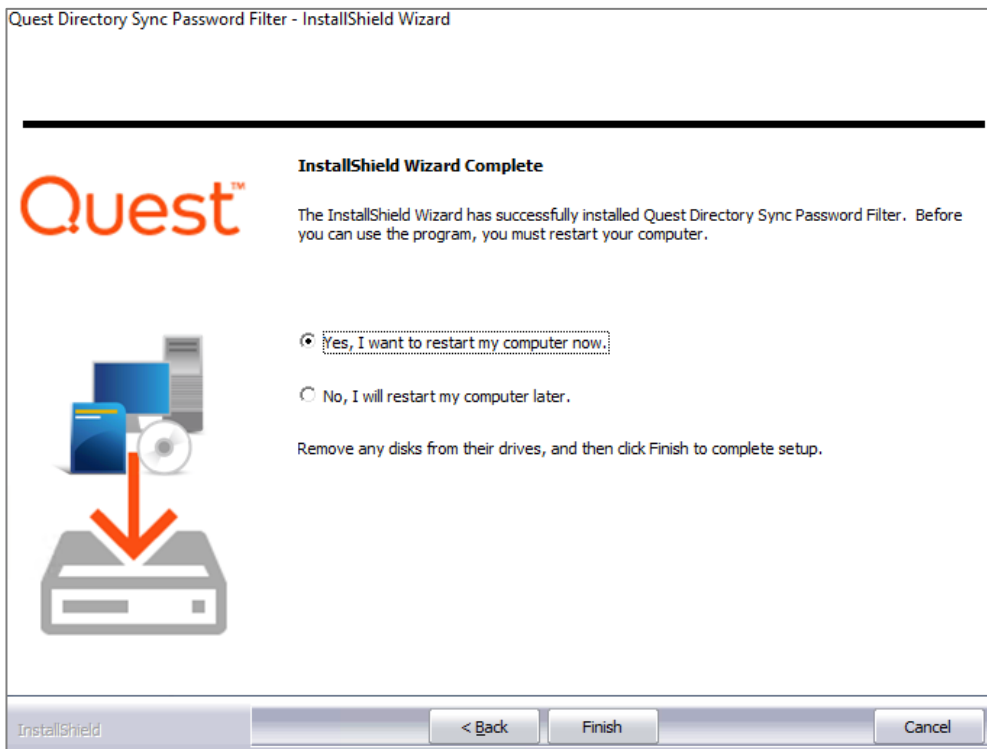 Quest Directory Sync Password Filter - InstallShield Wizard
InstallShield Wizard Complete
Quest™
The InstallShield Wizard has successfully installed Quest Directory Sync Password Filter. Before
you can use the program, you must restart your computer.
Yes, I want to restart my computer now.
No, I will restart my computer later.
Remove any disks from their drives, and then click Finish to complete setup.
InstallShield
< Back
Finish
Cancel